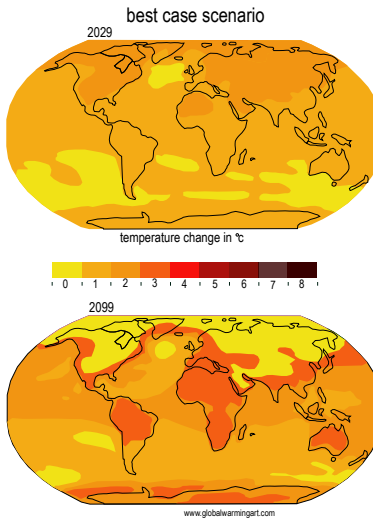 best case scenario
2029
temperature change in °c
0 1 2 3 4 5 6 7 8
2099
www.globalwarmingart.com